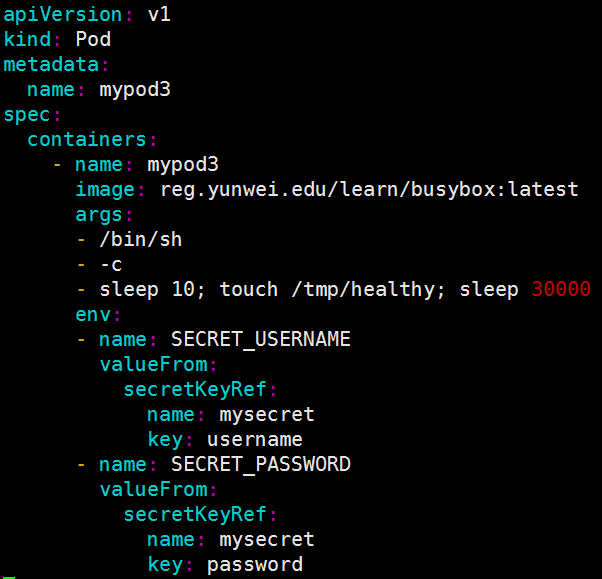 apiVersion: v1
kind: Pod
metadata:
  name: mypod3
spec:
  containers:
    - name: mypod3
      image: reg.yunwei.edu/learn/busybox:latest
      args:
      - /bin/sh
      - -c
      - sleep 10; touch /tmp/healthy; sleep 30000
      env:
      - name: SECRET_USERNAME
        valueFrom:
          secretKeyRef:
            name: mysecret
            key: username
      - name: SECRET_PASSWORD
        valueFrom:
          secretKeyRef:
            name: mysecret
            key: password